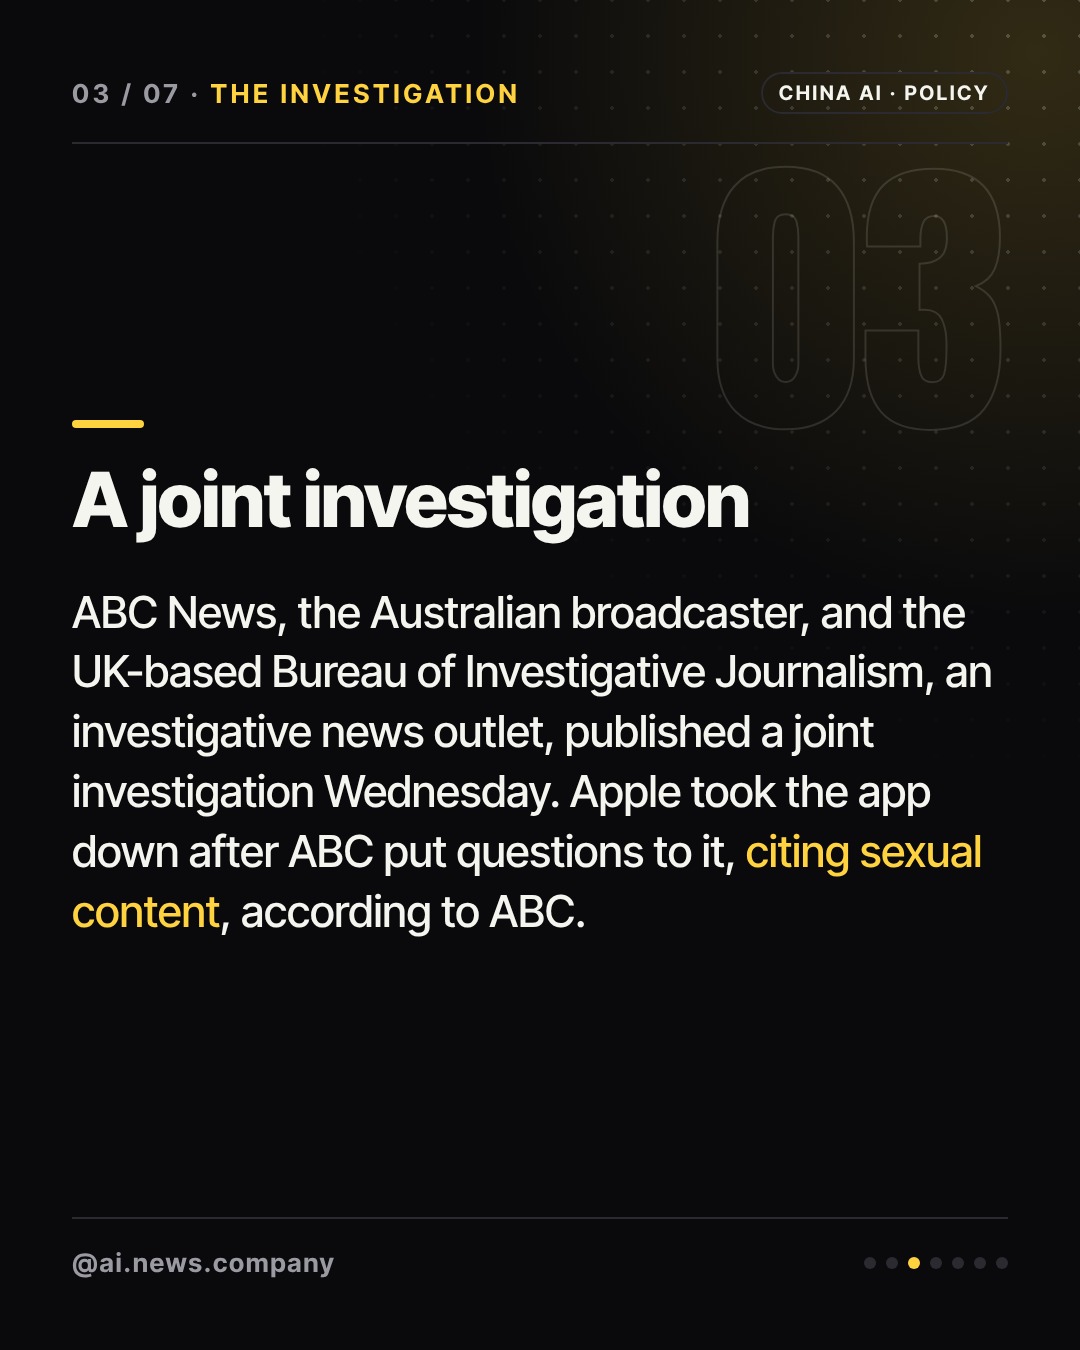 03 / 07 · THE INVESTIGATION
CHINA AI · POLICY
03
A joint investigation
ABC News, the Australian broadcaster, and the
UK-based Bureau of Investigative Journalism, an
investigative news outlet, published a joint
investigation Wednesday. Apple took the app
down after ABC put questions to it, citing sexual
content, according to ABC.
@ai.news.company